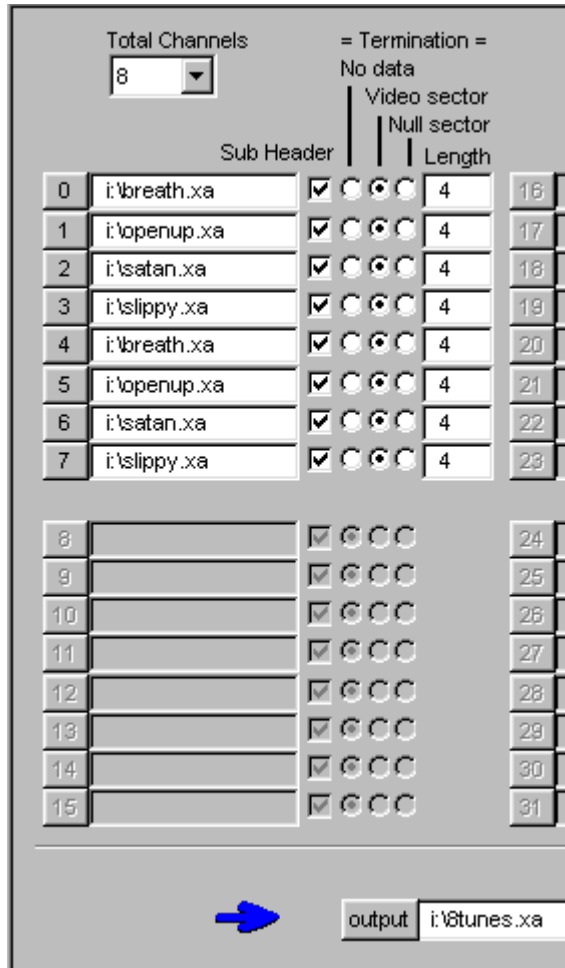 Total Channels = Termination =
8 No data
Video sector
Null sector
Sub Header Length
0 i:\breath.xa 4 16
1 i:\openup.xa 4 17
2 i:\satan.xa 4 18
3 i:\slippy.xa 4 19
4 i:\breath.xa 4 20
5 i:\openup.xa 4 21
6 i:\satan.xa 4 22
7 i:\slippy.xa 4 23
8 24
9 25
10 26
11 27
12 28
13 29
14 30
15 31
output i:\8tunes.xa